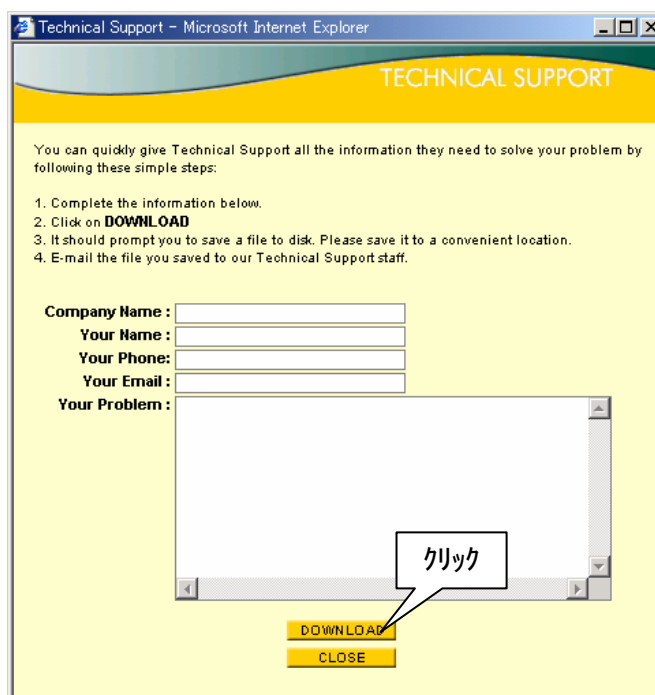 Technical Support - Microsoft Internet Explorer
TECHNICAL SUPPORT
You can quickly give Technical Support all the information they need to solve your problem by
following these simple steps:
1. Complete the information below.
2. Click on DOWNLOAD
3. It should prompt you to save a file to disk. Please save it to a convenient location.
4. E-mail the file you saved to our Technical Support staff.
Company Name :
Your Name :
Your Phone:
Your Email :
Your Problem :
クリック
DOWNLOAD
CLOSE